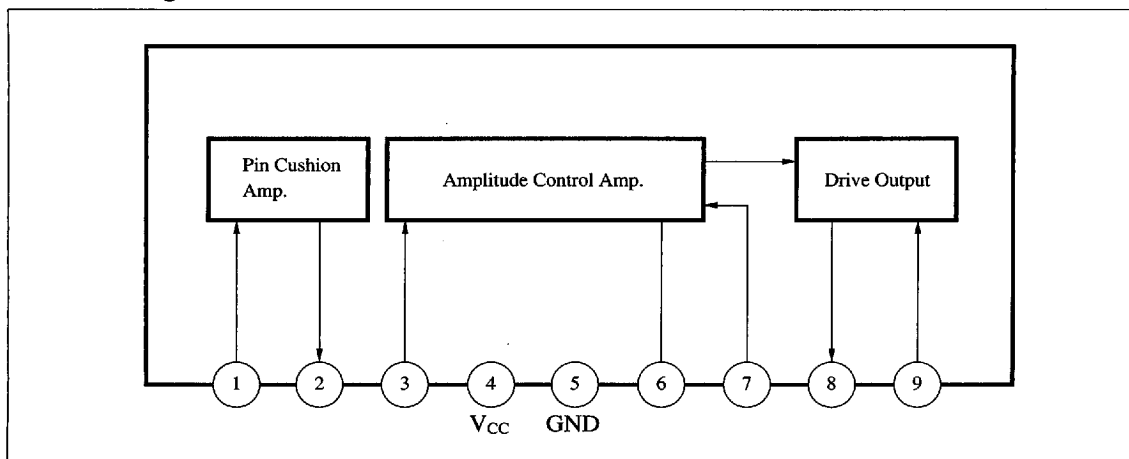 Pin Cushion
Amp.
Amplitude Control Amp.
Drive Output
1 2 3 4 5 6 7 8 9
VCC GND